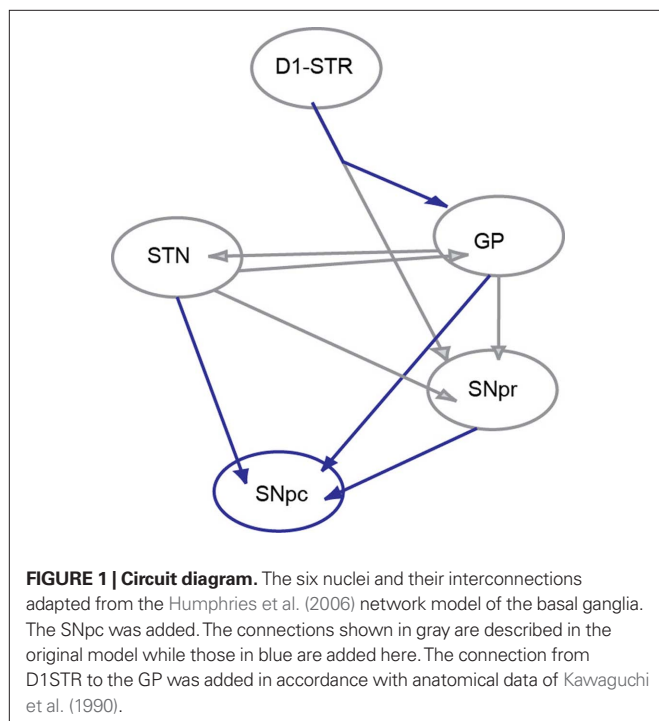 D1-STR
GP
STN
SNpr
SNpc
FIGURE 1 | Circuit diagram. The six nuclei and their interconnections
adapted from the Humphries et al. (2006) network model of the basal ganglia.
The SNpc was added. The connections shown in gray are described in the
original model while those in blue are added here. The connection from
D1STR to the GP was added in accordance with anatomical data of Kawaguchi
et al. (1990).